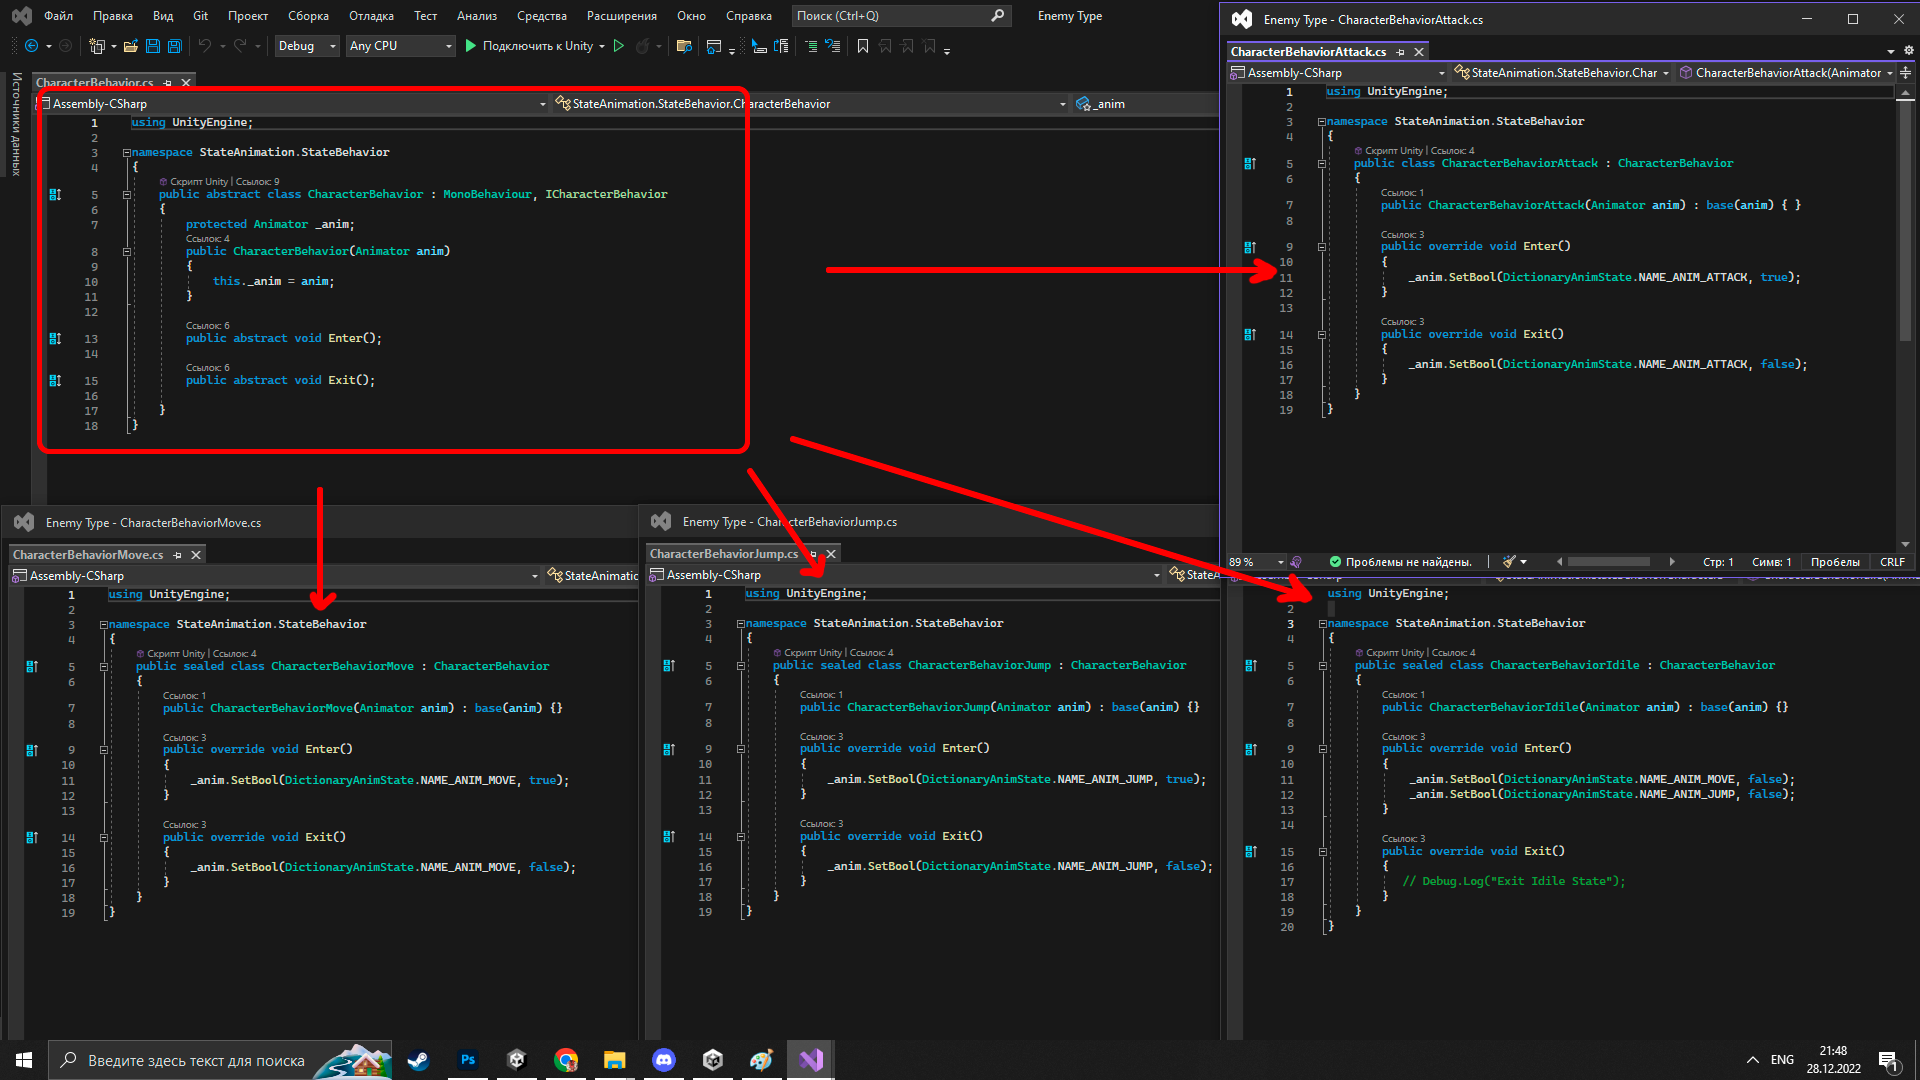 Файл Правка Вид Git Проект Сборка Отладка Тест Анализ Средства Расширения Окно Справка Поиск (Ctrl+Q) Enemy Type
Debug Any CPU Подключить к Unity
Источники данных
CharacterBehavior.cs
Assembly-CSharp StateAnimation.StateBehavior.CharacterBehavior _anim
1 using UnityEngine;
2
3 namespace StateAnimation.StateBehavior
4 {
Скрипт Unity | Ссылок: 9
5 public abstract class CharacterBehavior : MonoBehaviour, ICharacterBehavior
6 {
7 protected Animator _anim;
Ссылок: 4
8 public CharacterBehavior(Animator anim)
9 {
10 this._anim = anim;
11 }
12
Ссылок: 6
13 public abstract void Enter();
14
Ссылок: 6
15 public abstract void Exit();
16
17 }
18 }
Enemy Type - CharacterBehaviorAttack.cs
CharacterBehaviorAttack.cs
Assembly-CSharp StateAnimation.StateBehavior.Char CharacterBehaviorAttack(Animator
1 using UnityEngine;
2
3 namespace StateAnimation.StateBehavior
4 {
Скрипт Unity | Ссылок: 4
5 public class CharacterBehaviorAttack : CharacterBehavior
6 {
Ссылок: 1
7 public CharacterBehaviorAttack(Animator anim) : base(anim) { }
8
Ссылок: 3
9 public override void Enter()
10 {
11 _anim.SetBool(DictionaryAnimState.NAME_ANIM_ATTACK, true);
12 }
13
Ссылок: 3
14 public override void Exit()
15 {
16 _anim.SetBool(DictionaryAnimState.NAME_ANIM_ATTACK, false);
17 }
18 }
19 }
89 % Проблемы не найдены. Стр: 1 Симв: 1 Пробелы CRLF
Enemy Type - CharacterBehaviorMove.cs
CharacterBehaviorMove.cs
Assembly-CSharp StateAnimatic
1 using UnityEngine;
2
3 namespace StateAnimation.StateBehavior
4 {
Скрипт Unity | Ссылок: 4
5 public sealed class CharacterBehaviorMove : CharacterBehavior
6 {
Ссылок: 1
7 public CharacterBehaviorMove(Animator anim) : base(anim) {}
8
Ссылок: 3
9 public override void Enter()
10 {
11 _anim.SetBool(DictionaryAnimState.NAME_ANIM_MOVE, true);
12 }
13
Ссылок: 3
14 public override void Exit()
15 {
16 _anim.SetBool(DictionaryAnimState.NAME_ANIM_MOVE, false);
17 }
18 }
19 }
Enemy Type - CharacterBehaviorJump.cs
CharacterBehaviorJump.cs
Assembly-CSharp StateA
1 using UnityEngine;
2
3 namespace StateAnimation.StateBehavior
4 {
Скрипт Unity | Ссылок: 4
5 public sealed class CharacterBehaviorJump : CharacterBehavior
6 {
Ссылок: 1
7 public CharacterBehaviorJump(Animator anim) : base(anim) {}
8
Ссылок: 3
9 public override void Enter()
10 {
11 _anim.SetBool(DictionaryAnimState.NAME_ANIM_JUMP, true);
12 }
13
Ссылок: 3
14 public override void Exit()
15 {
16 _anim.SetBool(DictionaryAnimState.NAME_ANIM_JUMP, false);
17 }
18 }
19 }
using UnityEngine;
2
3 namespace StateAnimation.StateBehavior
4 {
Скрипт Unity | Ссылок: 4
5 public sealed class CharacterBehaviorIdile : CharacterBehavior
6 {
Ссылок: 1
7 public CharacterBehaviorIdile(Animator anim) : base(anim) {}
8
Ссылок: 3
9 public override void Enter()
10 {
11 _anim.SetBool(DictionaryAnimState.NAME_ANIM_MOVE, false);
12 _anim.SetBool(DictionaryAnimState.NAME_ANIM_JUMP, false);
13 }
14
Ссылок: 3
15 public override void Exit()
16 {
17 // Debug.Log("Exit Idile State");
18 }
19 }
20 }
Введите здесь текст для поиска Ps ENG 21:48
28.12.2022 1